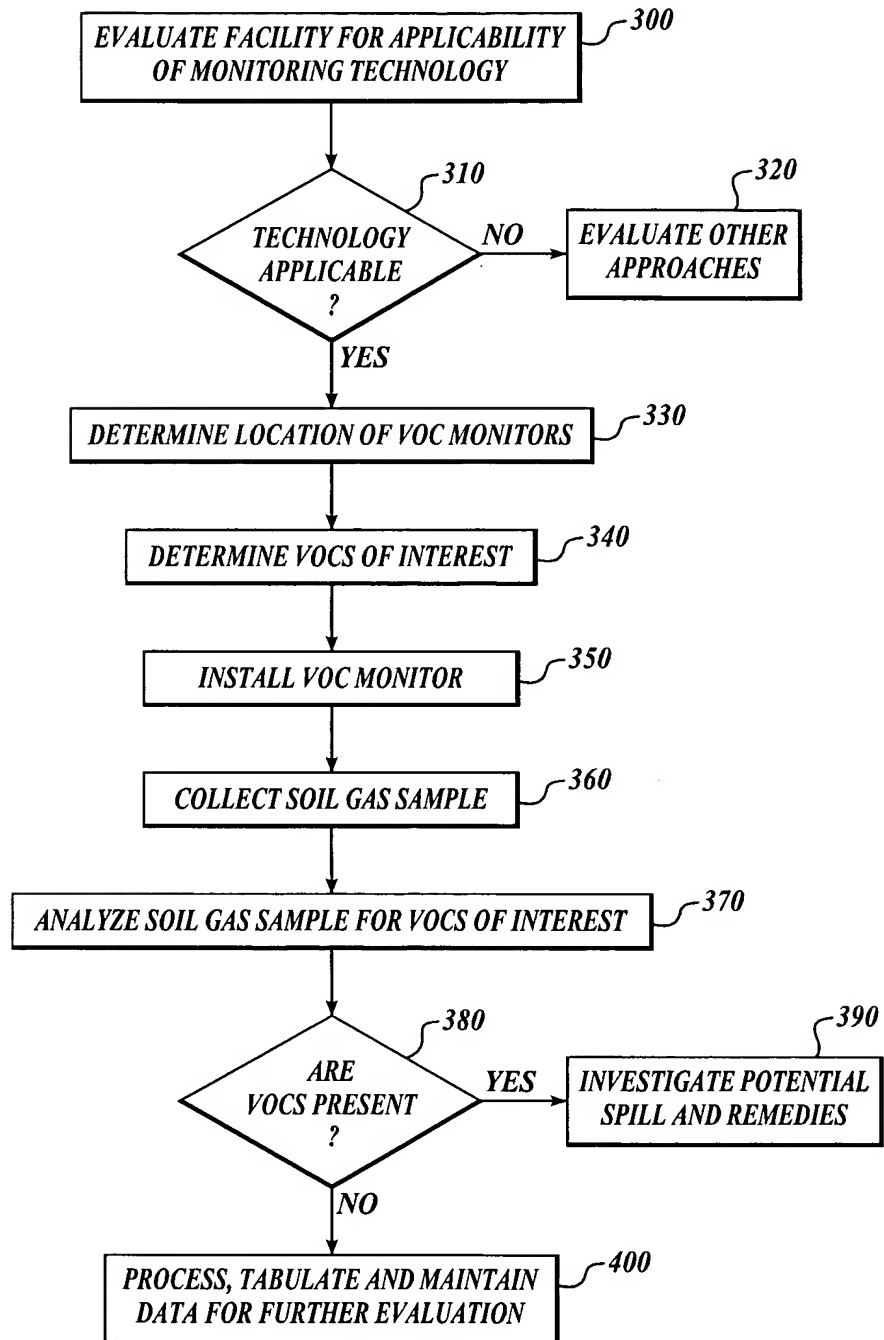 EVALUATE FACILITY FOR APPLICABILITY
OF MONITORING TECHNOLOGY
300
310
TECHNOLOGY
APPLICABLE
?
NO
320
EVALUATE OTHER
APPROACHES
YES
DETERMINE LOCATION OF VOC MONITORS
330
DETERMINE VOCS OF INTEREST
340
INSTALL VOC MONITOR
350
COLLECT SOIL GAS SAMPLE
360
ANALYZE SOIL GAS SAMPLE FOR VOCS OF INTEREST
370
380
ARE
VOCS PRESENT
?
YES
390
INVESTIGATE POTENTIAL
SPILL AND REMEDIES
NO
PROCESS, TABULATE AND MAINTAIN
DATA FOR FURTHER EVALUATION
400